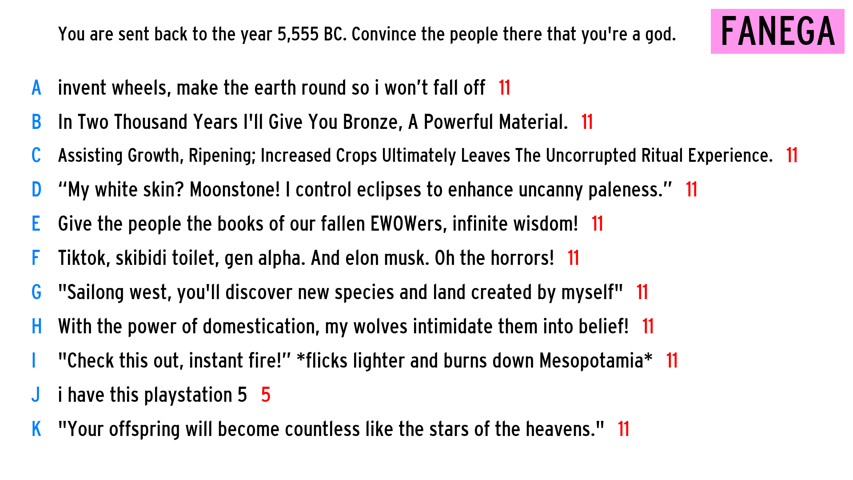 You are sent back to the year 5,555 BC. Convince the people there that you're a god.
FANEGA
A invent wheels, make the earth round so i won’t fall off 11
B In Two Thousand Years I'll Give You Bronze, A Powerful Material. 11
C Assisting Growth, Ripening; Increased Crops Ultimately Leaves The Uncorrupted Ritual Experience. 11
D “My white skin? Moonstone! I control eclipses to enhance uncanny paleness.” 11
E Give the people the books of our fallen EWOWers, infinite wisdom! 11
F Tiktok, skibidi toilet, gen alpha. And elon musk. Oh the horrors! 11
G "Sailong west, you'll discover new species and land created by myself" 11
H With the power of domestication, my wolves intimidate them into belief! 11
I "Check this out, instant fire!” *flicks lighter and burns down Mesopotamia* 11
J i have this playstation 5 5
K "Your offspring will become countless like the stars of the heavens." 11